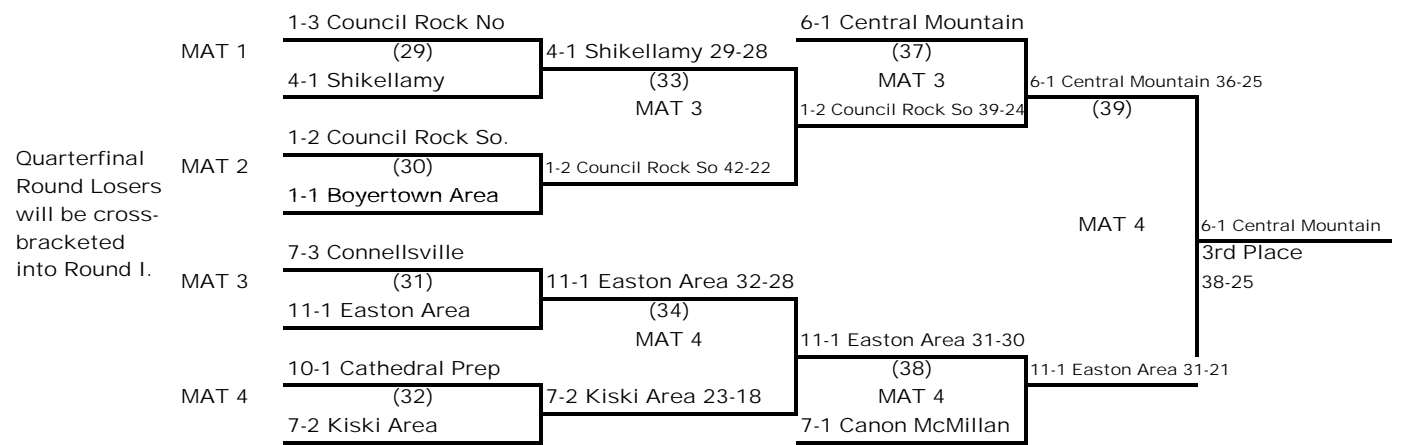 1-3 Council Rock No
6-1 Central Mountain
MAT 1
(29)
4-1 Shikellamy 29-28
(37)
4-1 Shikellamy
(33)
MAT 3
6-1 Central Mountain 36-25
MAT 3
1-2 Council Rock So 39-24
(39)
1-2 Council Rock So.
Quarterfinal
Round Losers
will be cross-
bracketed
into Round I.
MAT 2
(30)
1-2 Council Rock So 42-22
1-1 Boyertown Area
MAT 4
6-1 Central Mountain
7-3 Connellsville
3rd Place
MAT 3
(31)
11-1 Easton Area 32-28
38-25
11-1 Easton Area
(34)
MAT 4
11-1 Easton Area 31-30
10-1 Cathedral Prep
(38)
11-1 Easton Area 31-21
MAT 4
(32)
7-2 Kiski Area 23-18
MAT 4
7-2 Kiski Area
7-1 Canon McMillan